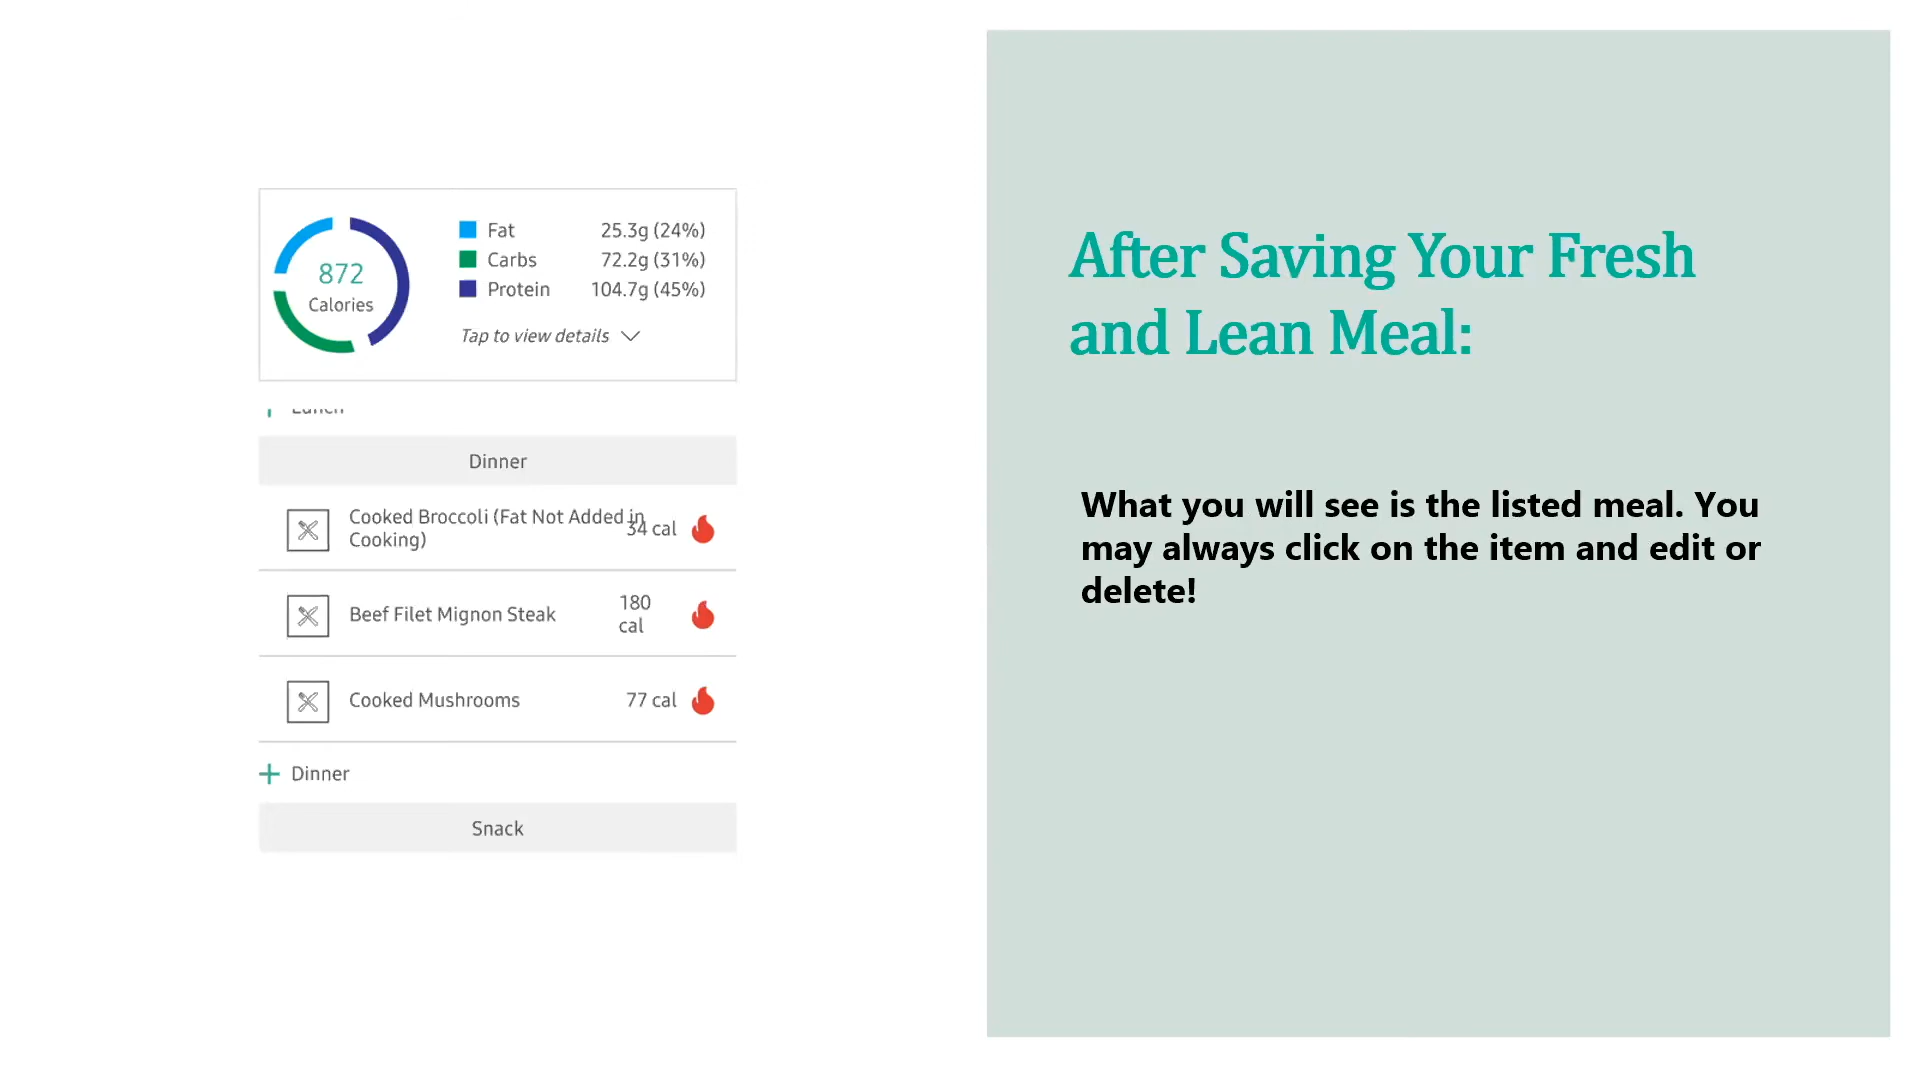 872
Calories
Fat 25.3g (24%)
Carbs 72.2g (31%)
Protein 104.7g (45%)
Tap to view details
Lunch
Dinner
Cooked Broccoli (Fat Not Added in
Cooking)
34 cal
Beef Filet Mignon Steak
180
cal
Cooked Mushrooms 77 cal
+ Dinner
Snack
After Saving Your Fresh
and Lean Meal:
What you will see is the listed meal. You
may always click on the item and edit or
delete!